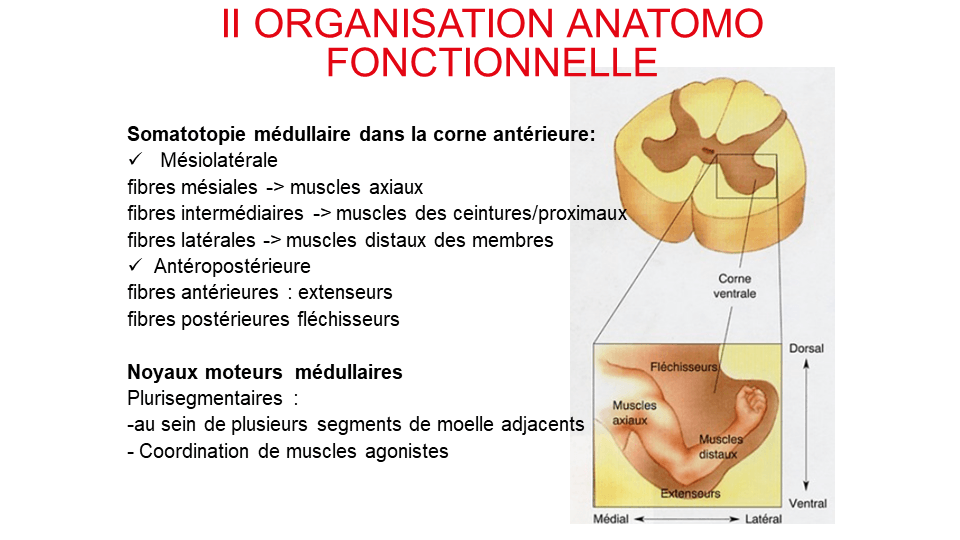 II ORGANISATION ANATOMO
FONCTIONNELLE
Somatotopie médullaire dans la corne antérieure:
✓ Mésiolatérale
fibres mésiales -> muscles axiaux
fibres intermédiaires -> muscles des ceintures/proximaux
fibres latérales -> muscles distaux des membres
✓ Antéropostérieure
fibres antérieures : extenseurs
fibres postérieures fléchisseurs
Noyaux moteurs médullaires
Plurisegmentaires :
-au sein de plusieurs segments de moelle adjacents
- Coordination de muscles agonistes
Corne
ventrale
Dorsal
Fléchisseurs
Muscles
axiaux
Muscles
distaux
Extenseurs
Ventral
Médial
Latéral